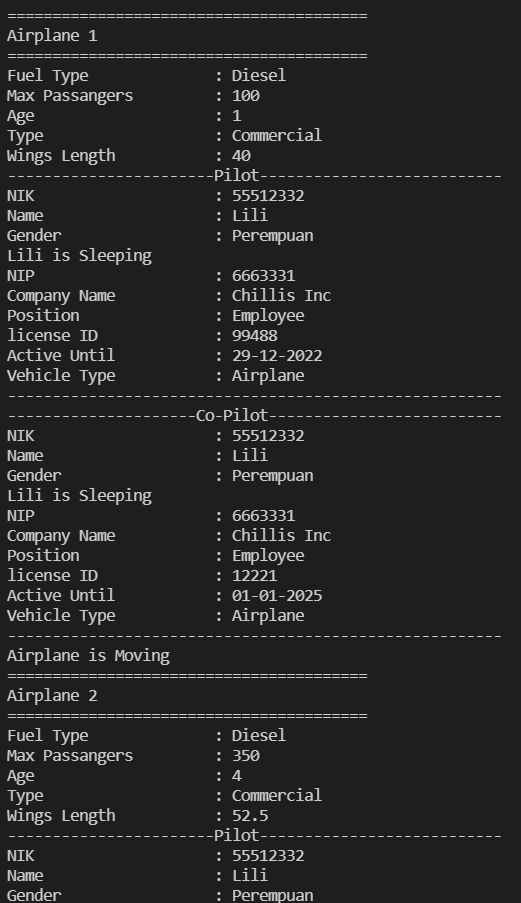 ========================================
Airplane 1
========================================
Fuel Type              : Diesel
Max Passangers         : 100
Age                    : 1
Type                   : Commercial
Wings Length           : 40
-----------------------Pilot---------------------------
NIK                    : 55512332
Name                   : Lili
Gender                 : Perempuan
Lili is Sleeping
NIP                    : 6663331
Company Name           : Chillis Inc
Position               : Employee
license ID             : 99488
Active Until           : 29-12-2022
Vehicle Type           : Airplane
-------------------------------------------------------
---------------------Co-Pilot--------------------------
NIK                    : 55512332
Name                   : Lili
Gender                 : Perempuan
Lili is Sleeping
NIP                    : 6663331
Company Name           : Chillis Inc
Position               : Employee
license ID             : 12221
Active Until           : 01-01-2025
Vehicle Type           : Airplane
-------------------------------------------------------
Airplane is Moving
========================================
Airplane 2
========================================
Fuel Type              : Diesel
Max Passangers         : 350
Age                    : 4
Type                   : Commercial
Wings Length           : 52.5
-----------------------Pilot---------------------------
NIK                    : 55512332
Name                   : Lili
Gender                 : Perempuan